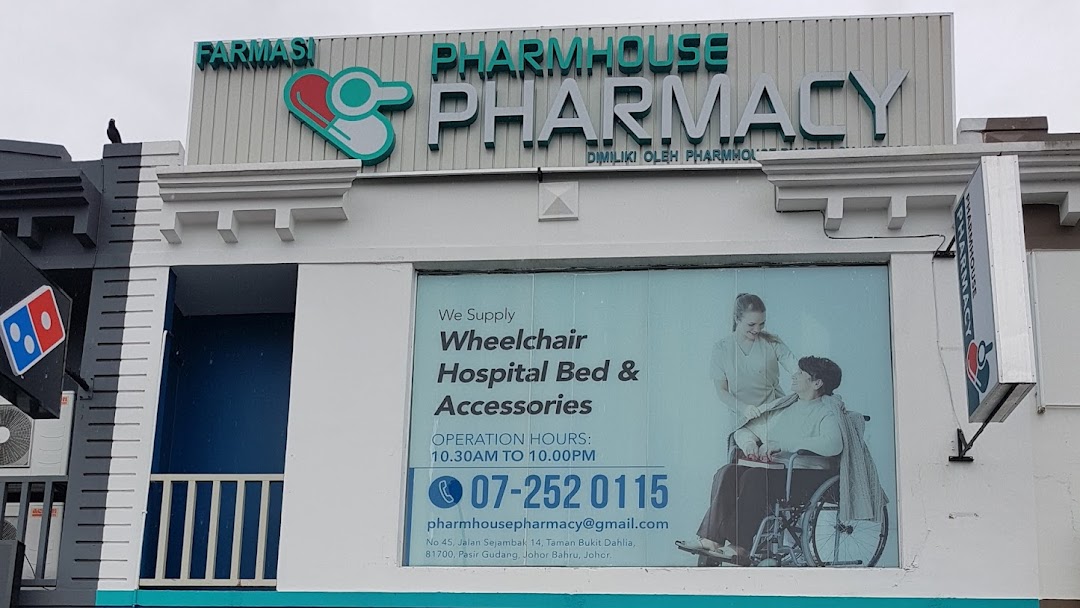 FARMASI
PHARMHOUSE
PHARMACY
DIMILIKI OLEH
PHARMHOUSE
PHARMACY
We Supply
Wheelchair
Hospital Bed &
Accessories
OPERATION HOURS:
10.30AM TO 10.00PM
07-252 0115
pharmhousepharmacy@gmail.com
No 45, Jalan Sejambak 14, Taman Bukit Dahlia,
81700, Pasir Gudang, Johor Bahru, Johor.